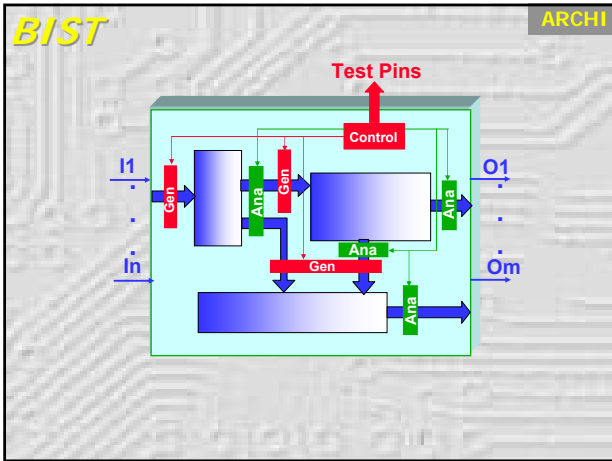 BIST
ARCHI
Test Pins
Control
I1
O1
Gen
Ana
Gen
Ana
Ana
Gen
Ana
In
Om